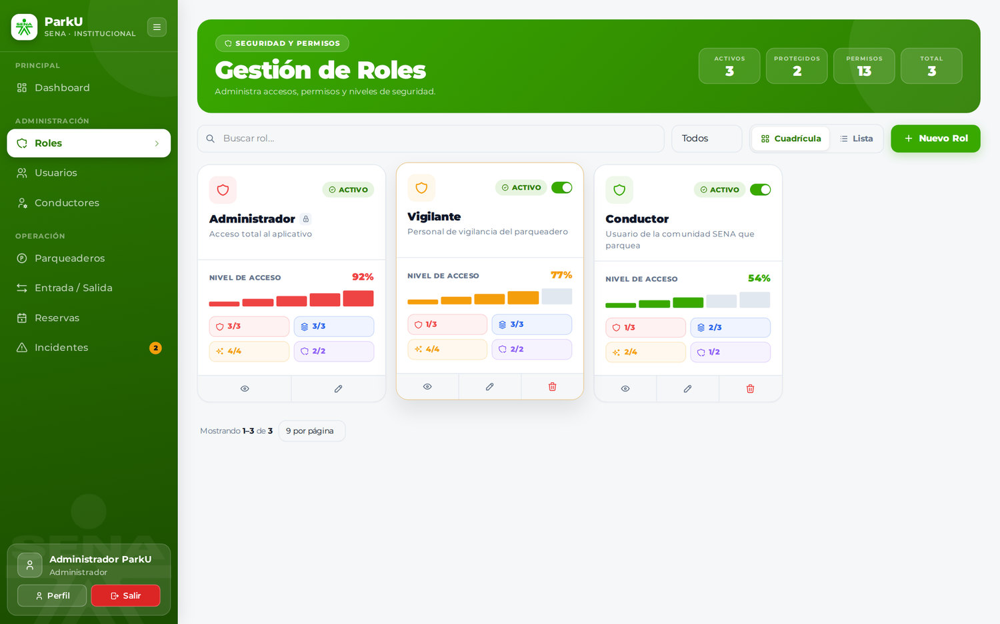 SENA
ParkU
SENA · INSTITUCIONAL
PRINCIPAL
Dashboard
ADMINISTRACIÓN
Roles
Usuarios
Conductores
OPERACIÓN
Parqueaderos
Entrada / Salida
Reservas
Incidentes
2
SENA
Administrador ParkU
Administrador
Perfil
Salir
SEGURIDAD Y PERMISOS
Gestión de Roles
Administra accesos, permisos y niveles de seguridad.
ACTIVOS
3
PROTEGIDOS
2
PERMISOS
13
TOTAL
3
Buscar rol...
Todos
Cuadrícula
Lista
+ Nuevo Rol
ACTIVO
Administrador
Acceso total al aplicativo
NIVEL DE ACCESO 92%
3/3
3/3
4/4
2/2
ACTIVO
Vigilante
Personal de vigilancia del parqueadero
NIVEL DE ACCESO 77%
1/3
3/3
4/4
2/2
ACTIVO
Conductor
Usuario de la comunidad SENA que
parquea
NIVEL DE ACCESO 54%
1/3
2/3
2/4
1/2
Mostrando 1–3 de 3
9 por página